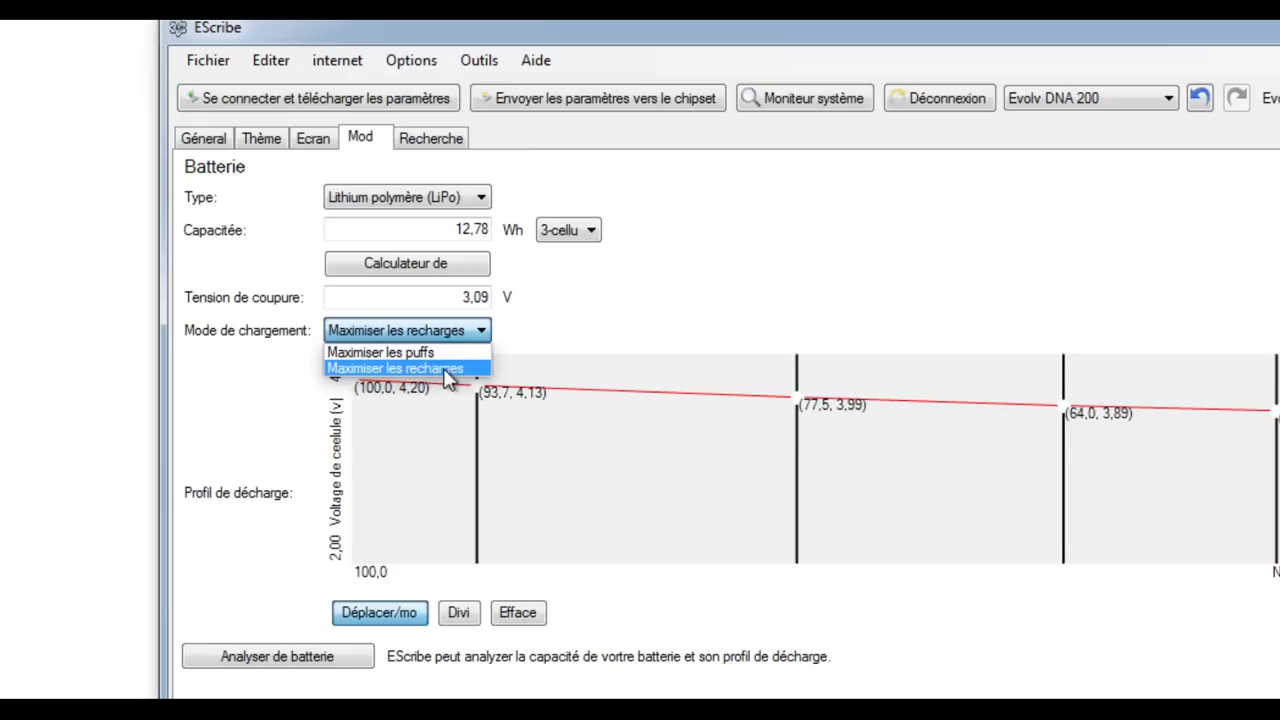 EScribe
Fichier Editer internet Options Outils Aide
Se connecter et télécharger les paramètres Envoyer les paramètres vers le chipset Moniteur système Déconnexion Evolv DNA 200 Evo
Géneral Thème Ecran Mod Recherche
Batterie
Type: Lithium polymère (LiPo)
Capacitée: 12,78 Wh 3-cellu
Calculateur de
Tension de coupure: 3,09 V
Mode de chargement: Maximiser les recharges
Maximiser les puffs
Maximiser les recharges
(100,0, 4,20) (93,7, 4,13) (77,5, 3,99) (64,0, 3,89)
Profil de décharge:
2,00 Voltage de ceelule (v) 4
100,0 N
Déplacer/mo Divi Efface
Analyser de batterie EScribe peut analyzer la capacité de vortre batterie et son profil de décharge.